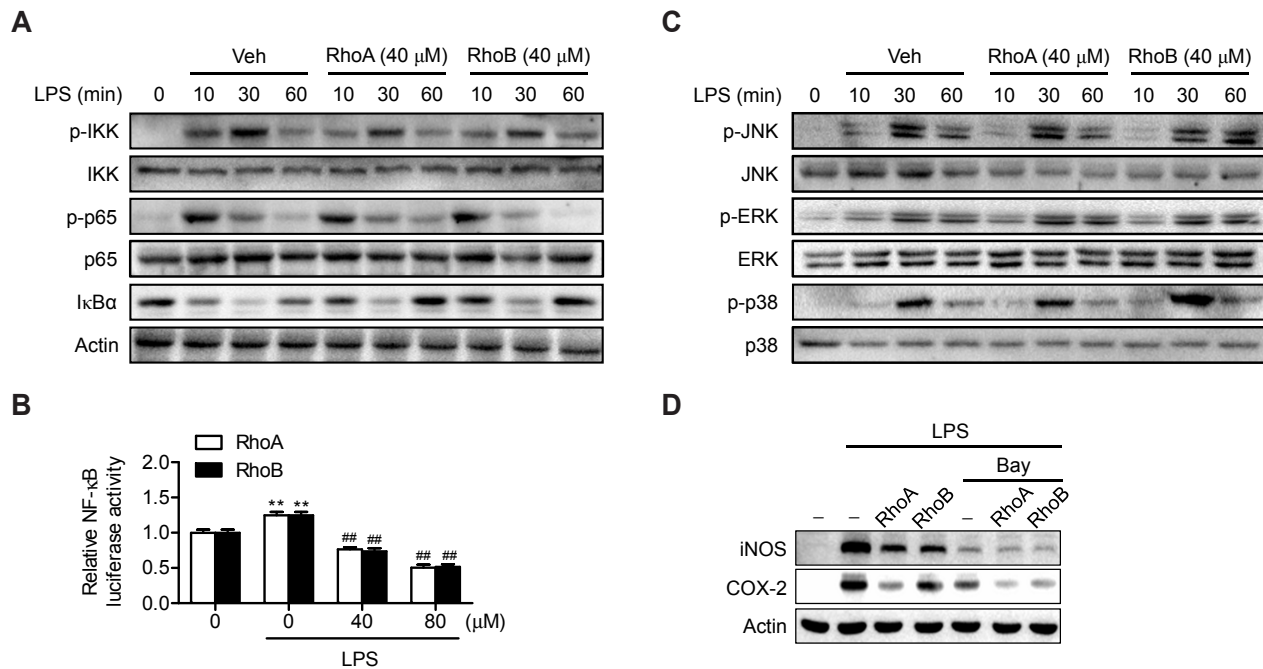 A
Veh RhoA (40 μM) RhoB (40 μM)
LPS (min) 0 10 30 60 10 30 60 10 30 60
p-IKK
IKK
p-p65
p65
IκBα
Actin
B
RhoA
RhoB
Relative NF-κB
luciferase activity
2.0
1.5
1.0
0.5
0.0
** **
## ##
## ##
0 0 40 80 (μM)
LPS
C
Veh RhoA (40 μM) RhoB (40 μM)
LPS (min) 0 10 30 60 10 30 60 10 30 60
p-JNK
JNK
p-ERK
ERK
p-p38
p38
D
LPS
Bay
– – RhoA RhoB – RhoA RhoB
iNOS
COX-2
Actin